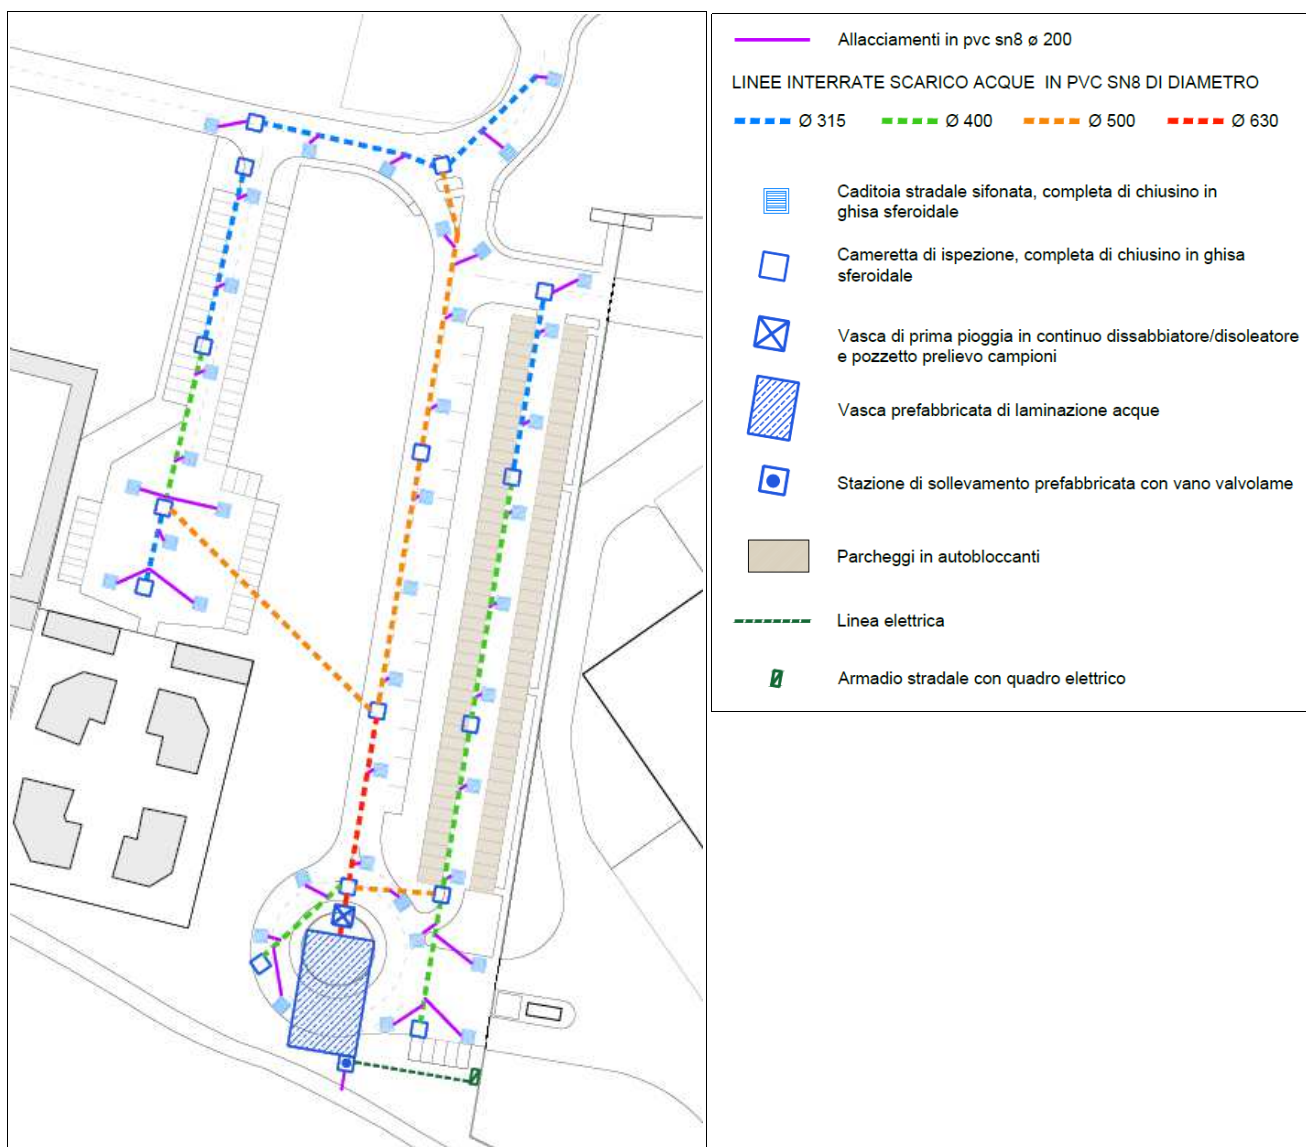 Allacciamenti in pvc sn8 ø 200
LINEE INTERRATE SCARICO ACQUE IN PVC SN8 DI DIAMETRO
Ø 315 Ø 400 Ø 500 Ø 630
Caditoia stradale sifonata, completa di chiusino in
ghisa sferoidale
Cameretta di ispezione, completa di chiusino in ghisa
sferoidale
Vasca di prima pioggia in continuo dissabbiatore/disoleatore
e pozzetto prelievo campioni
Vasca prefabbricata di laminazione acque
Stazione di sollevamento prefabbricata con vano valvolame
Parcheggi in autobloccanti
Linea elettrica
Armadio stradale con quadro elettrico